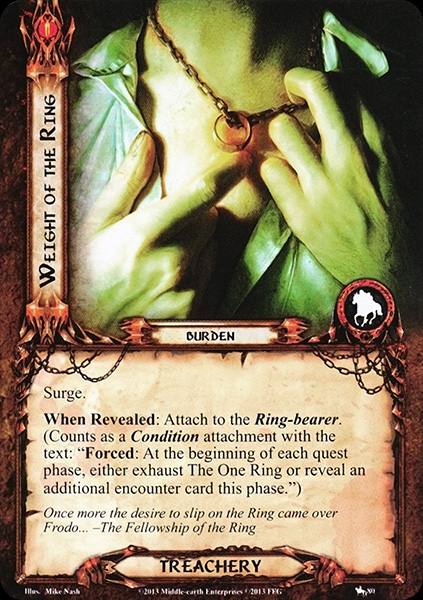 WEIGHT OF THE RING
BURDEN
Surge.
When Revealed: Attach to the Ring-bearer.
(Counts as a Condition attachment with the
text: “Forced: At the beginning of each quest
phase, either exhaust The One Ring or reveal an
additional encounter card this phase.”)
Once more the desire to slip on the Ring came over
Frodo... –The Fellowship of the Ring
TREACHERY
Illus. Mike Nash
©2013 Middle-earth Enterprises ©2013 FFG
80